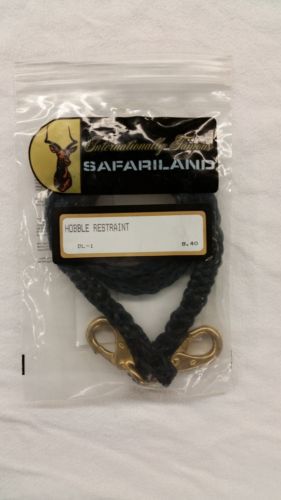 Internationally Famous
SAFARILAND
HOBBLE RESTRAINT
DL-1 8.40